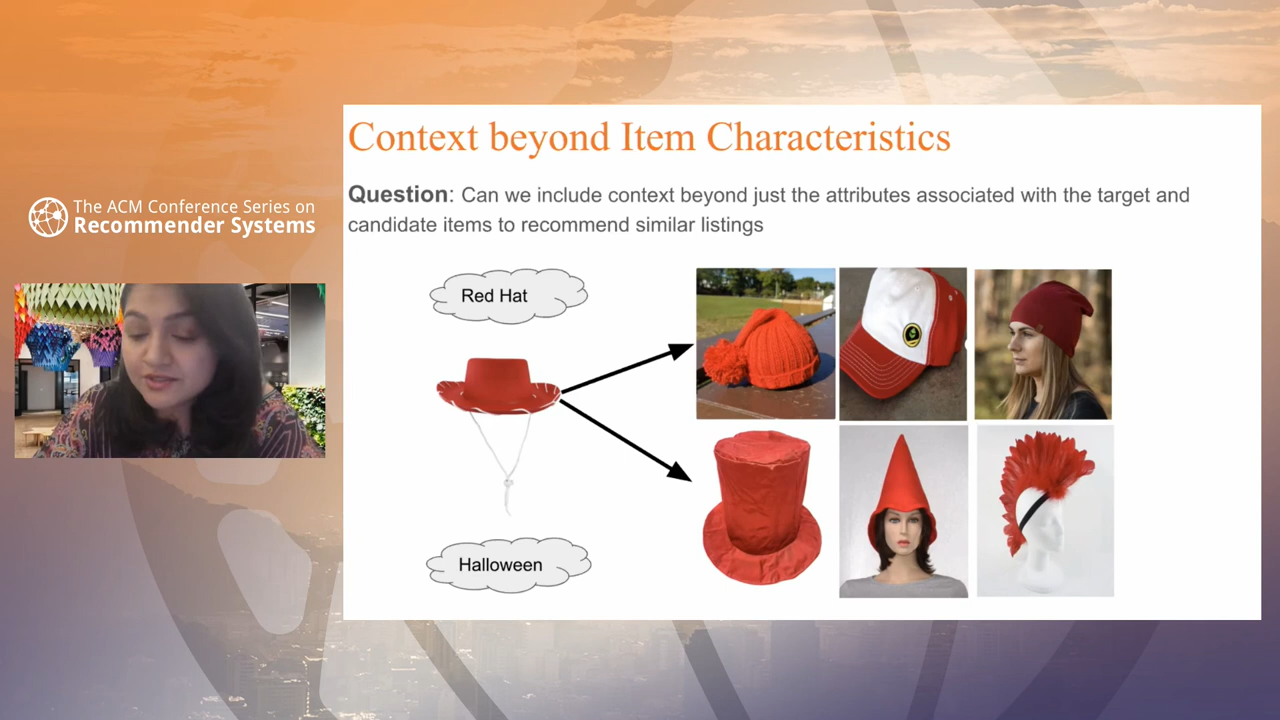 The ACM Conference Series on
Recommender Systems
Context beyond Item Characteristics
Question: Can we include context beyond just the attributes associated with the target and
candidate items to recommend similar listings
Red Hat
Halloween